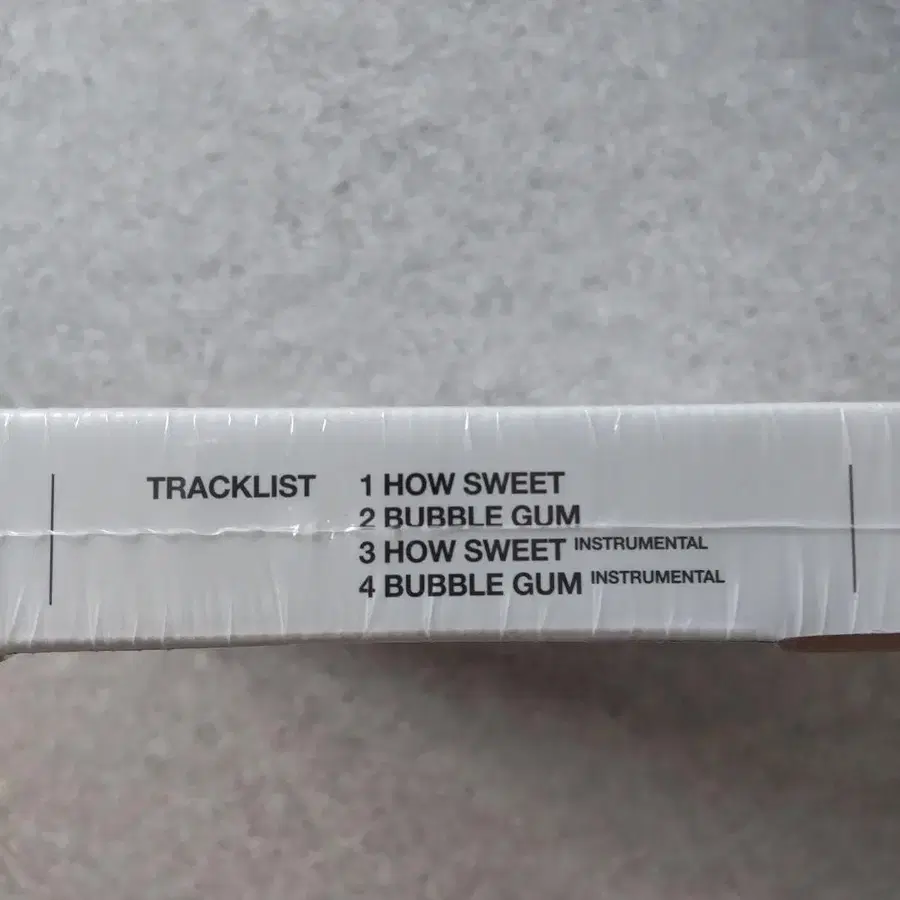 TRACKLIST 1 HOW SWEET
2 BUBBLE GUM
3 HOW SWEET INSTRUMENTAL
4 BUBBLE GUM INSTRUMENTAL